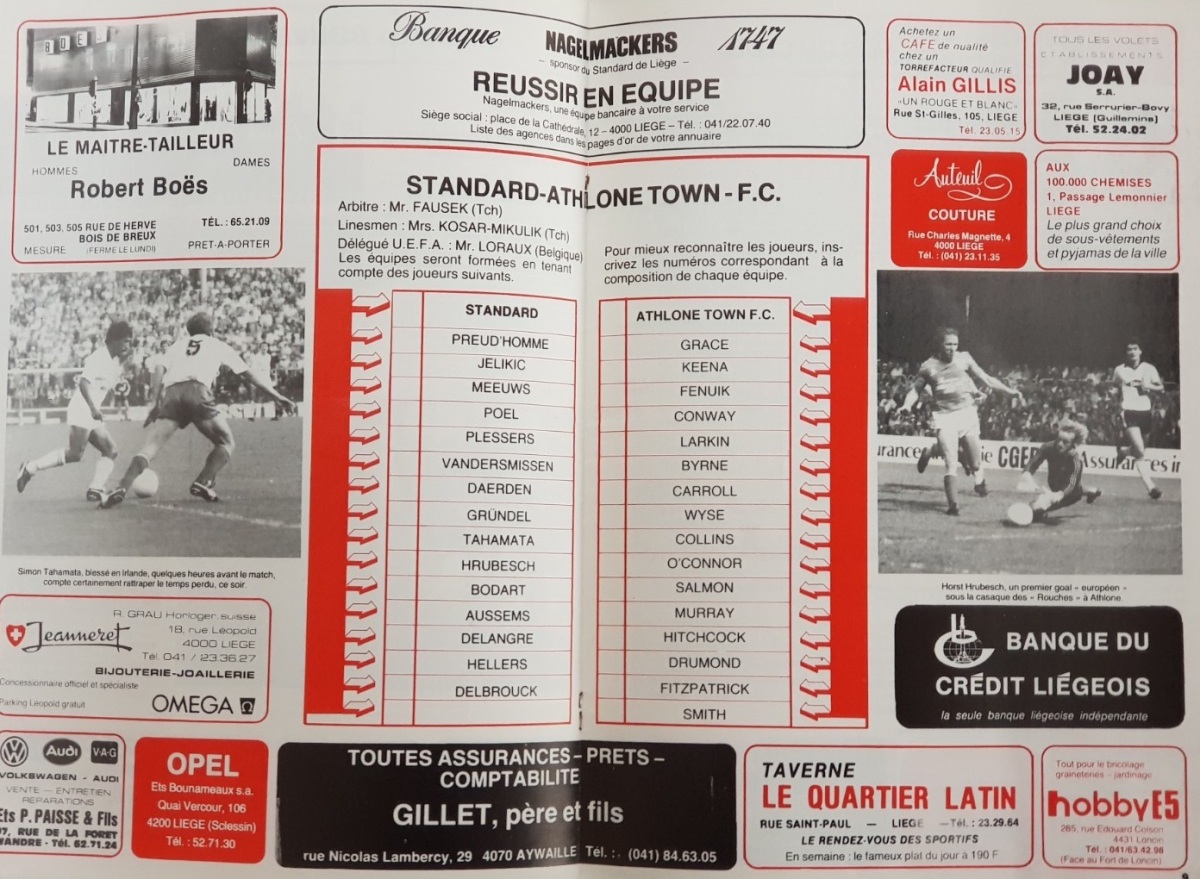 BOES
LE MAITRE-TAILLEUR
HOMMES
DAMES
Robert Boës
501, 503, 505 RUE DE HERVE
BOIS DE BREUX
TÉL. : 65.21.09
MESURE (FERME LE LUNDI) PRET-A-PORTER
Banque NAGELMACKERS 1747
– sponsor du Standard de Liège –
REUSSIR EN EQUIPE
Nagelmackers, une équipe bancaire à votre service
Siège social : place de la Cathédrale, 12 – 4000 LIEGE – Tél. : 041/22.07.40
Liste des agences dans les pages d'or de votre annuaire
Achetez un
CAFE de qualité
chez un
TORREFACTEUR QUALIFIE
Alain GILLIS
«UN ROUGE ET BLANC»
Rue St-Gilles, 105, LIEGE
Tél. 23.05.15
TOUS LES VOLETS
ETABLISSEMENTS
JOAY
S.A.
32, rue Serrurier-Bovy
LIEGE (Guillemins)
Tél. 52.24.02
Auteuil
COUTURE
Rue Charles Magnette, 4
4000 LIEGE
Tél. : (041) 23.11.35
AUX
100.000 CHEMISES
1, Passage Lemonnier
LIEGE
Le plus grand choix
de sous-vêtements
et pyjamas de la ville
STANDARD-ATHLONE TOWN - F.C.
Arbitre : Mr. FAUSEK (Tch)
Linesmen : Mrs. KOSAR-MIKULIK (Tch)
Délégué U.E.F.A. : Mr. LORAUX (Belgique)
Les équipes seront formées en tenant
compte des joueurs suivants.
Pour mieux reconnaître les joueurs, ins-
crivez les numéros correspondant à la
composition de chaque équipe.
STANDARD
PREUD'HOMME
JELIKIC
MEEUWS
POEL
PLESSERS
VANDERSMISSEN
DAERDEN
GRÜNDEL
TAHAMATA
HRUBESCH
BODART
AUSSEMS
DELANGRE
HELLERS
DELBROUCK
ATHLONE TOWN F.C.
GRACE
KEENA
FENUIK
CONWAY
LARKIN
BYRNE
CARROLL
WYSE
COLLINS
O'CONNOR
SALMON
MURRAY
HITCHCOCK
DRUMOND
FITZPATRICK
SMITH
5
Simon Tahamata, blessé en Irlande, quelques heures avant le match,
compte certainement rattraper le temps perdu, ce soir.
urance ie CGER Assurances in
Horst Hrubesch, un premier goal « européen »
sous la casaque des « Rouches » à Athlone.
R. GRAU Horloger suisse
Jeanneret
18, rue Léopold
4000 LIEGE
Tél. 041 / 23.36.27
BIJOUTERIE-JOAILLERIE
Concessionnaire officiel et spécialiste
Parking Léopold gratuit
OMEGA Ω
BANQUE DU
CRÉDIT LIÉGEOIS
la seule banque liégeoise indépendante
VW Audi V·A·G
VOLKSWAGEN - AUDI
VENTE – ENTRETIEN
REPARATIONS
Ets P. PAISSE & Fils
7, RUE DE LA FORET
WANDRE - Tél. 62.71.24
OPEL
Ets Bounameaux s.a.
Quai Vercour, 106
4200 LIEGE (Sclessin)
Tél. : 52.71.30
TOUTES ASSURANCES – PRETS –
COMPTABILITE
GILLET, père et fils
rue Nicolas Lambercy, 29 4070 AYWAILLE Tél. : (041) 84.63.05
TAVERNE
LE QUARTIER LATIN
RUE SAINT-PAUL – LIEGE – Tél. : 23.29.64
LE RENDEZ-VOUS DES SPORTIFS
En semaine : le fameux plat du jour à 190 F
Tout pour le bricolage
graineteries - jardinage
hobby E5
285, rue Edouard Colson
4431 Loncin
Tél. : 041/63.42.98
(Face au Fort de Loncin)
9